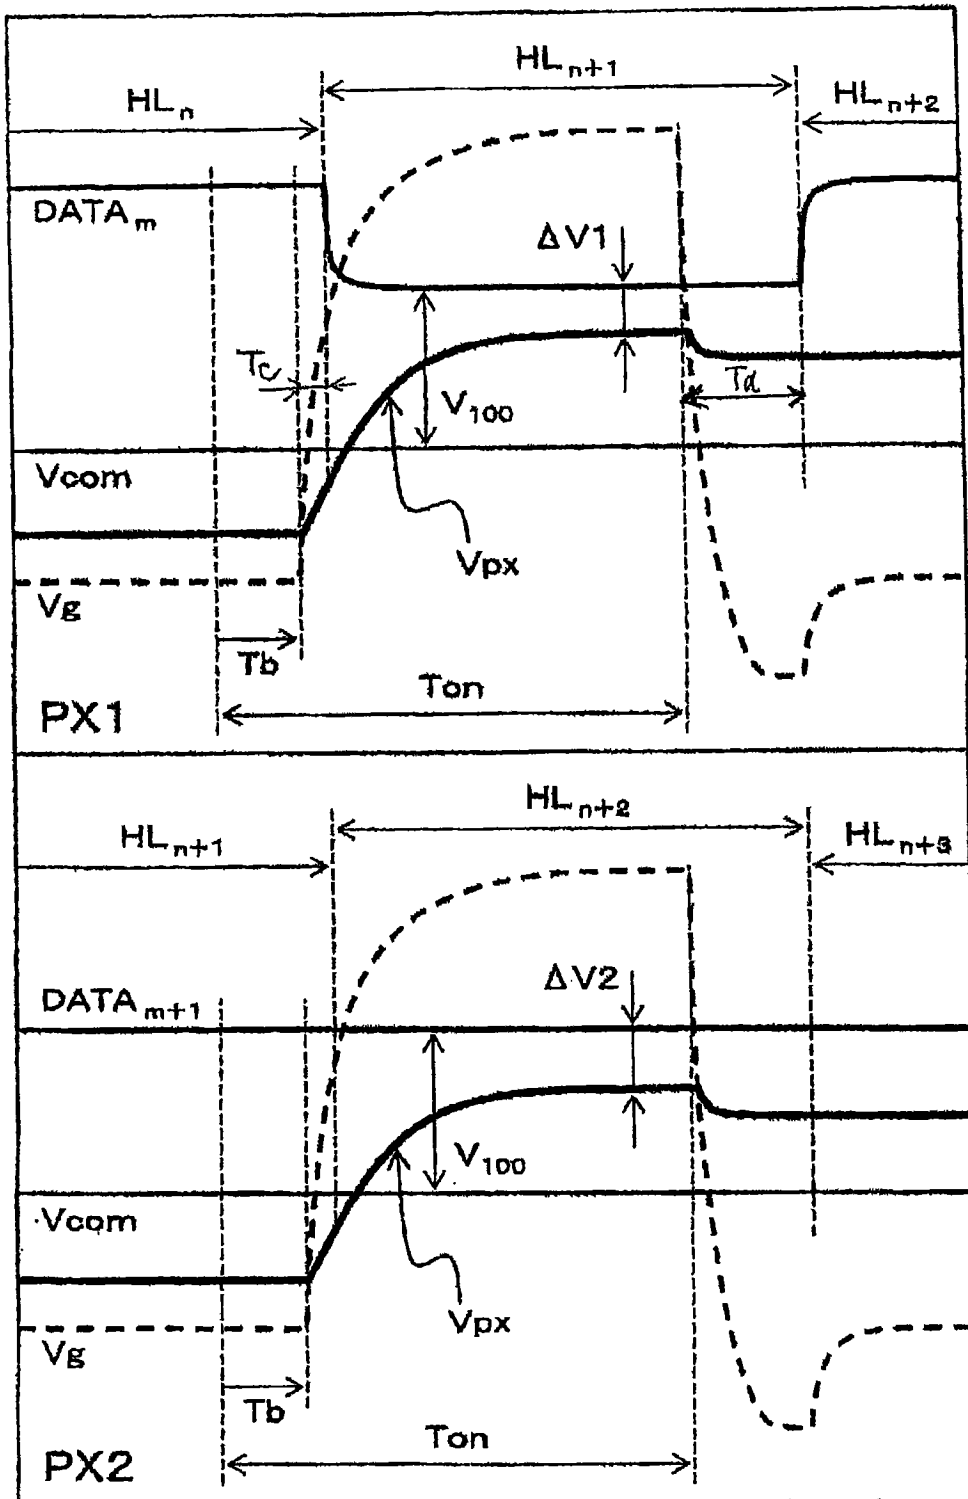 HLn+1
HLn
HLn+2
DATAm
ΔV1
Tc
Td
V100
Vcom
Vpx
Vg
Tb
Ton
PX1
HLn+2
HLn+1
HLn+3
ΔV2
DATAm+1
V100
Vcom
Vpx
Vg
Tb
Ton
PX2